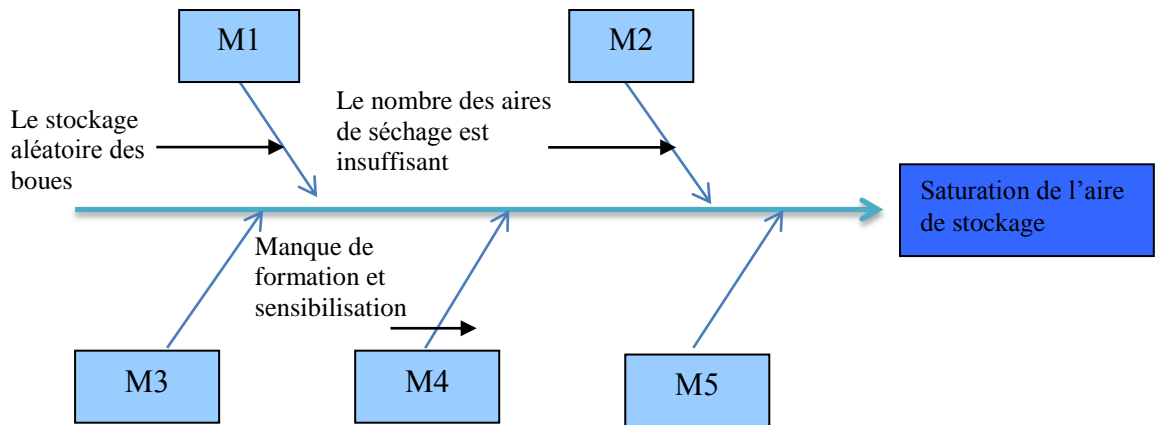 M1
M2
Le stockage
aléatoire des
boues
Le nombre des aires
de séchage est
insuffisant
Saturation de l’aire
de stockage
Manque de
formation et
sensibilisation
M3
M4
M5